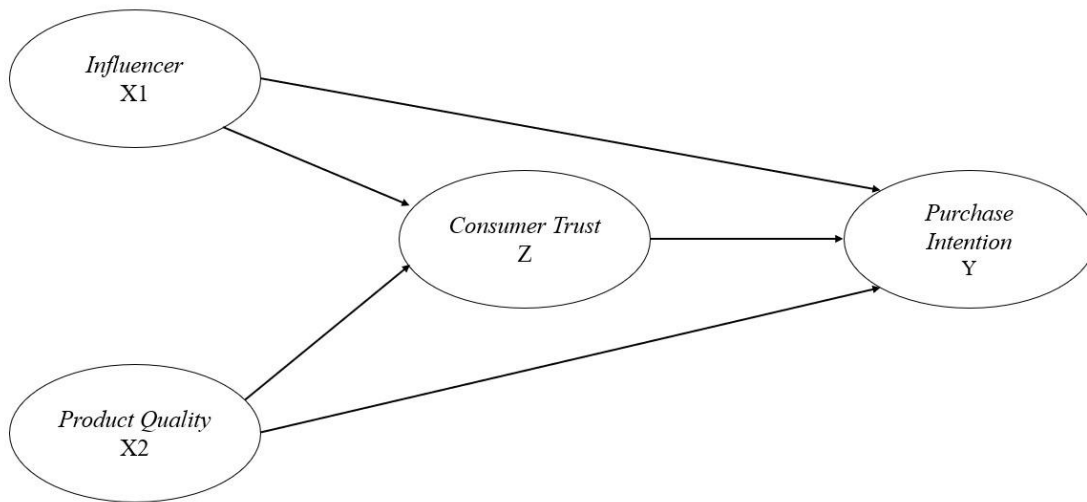 Influencer
X1
Consumer Trust
Z
Purchase
Intention
Y
Product Quality
X2